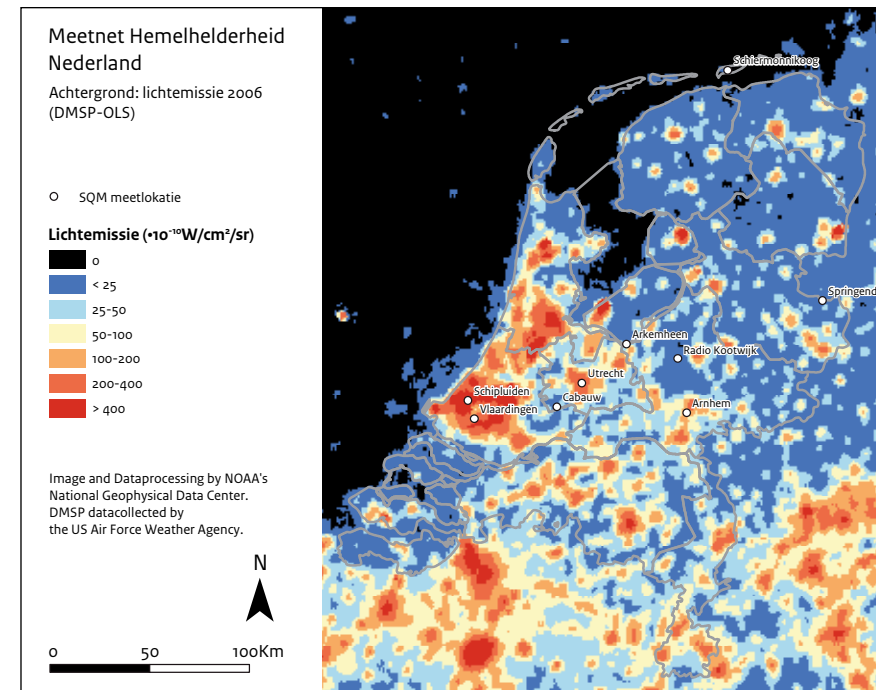 Meetnet Hemelhelderheid
Nederland
Achtergrond: lichtemissie 2006
(DMSP-OLS)
SQM meetlokatie
Lichtemissie (•10⁻¹⁰W/cm²/sr)
0
< 25
25-50
50-100
100-200
200-400
> 400
Image and Dataprocessing by NOAA's
National Geophysical Data Center.
DMSP datacollected by
the US Air Force Weather Agency.
N
0 50 100Km
Schiermonnikoog
Springend
Arkemheen
Radio Kootwijk
Utrecht
Schipluiden
Cabauw
Arnhem
Vlaardingen